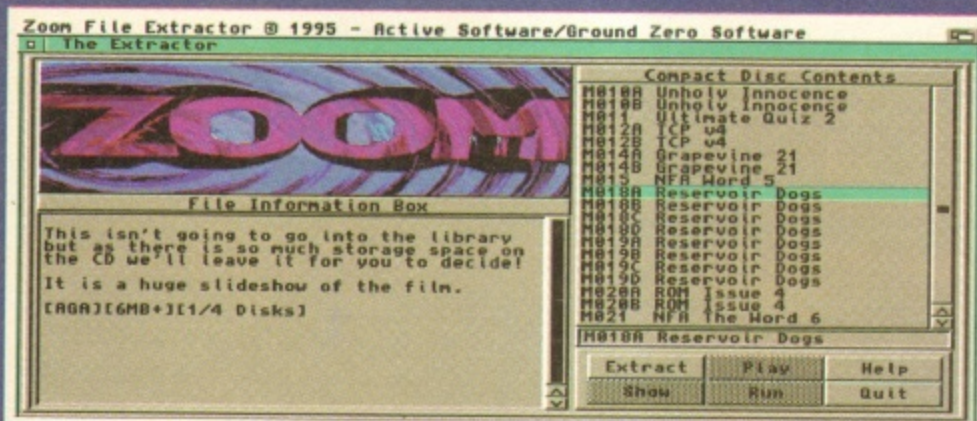 Zoom File Extractor © 1995 - Active Software/Ground Zero Software
The Extractor
ZOOM
File Information Box
This isn't going to go into the library
but as there is so much storage space on
the CD we'll leave it for you to decide!
It is a huge slideshow of the film.
[AGA][6MB+][1/4 Disks]
Compact Disc Contents
M010A Unholy Innocence
M010B Unholy Innocence
M011 Ultimate Quiz 2
M012A TCP v4
M012B TCP v4
M014A Grapevine 21
M014B Grapevine 21
M015 NFA Word 5
M018A Reservoir Dogs
M018B Reservoir Dogs
M018C Reservoir Dogs
M018D Reservoir Dogs
M019A Reservoir Dogs
M019B Reservoir Dogs
M019C Reservoir Dogs
M019D Reservoir Dogs
M020A ROM Issue 4
M020B ROM Issue 4
M021 NFA The Word 6
M018A Reservoir Dogs
Extract Play Help
Show Run Quit